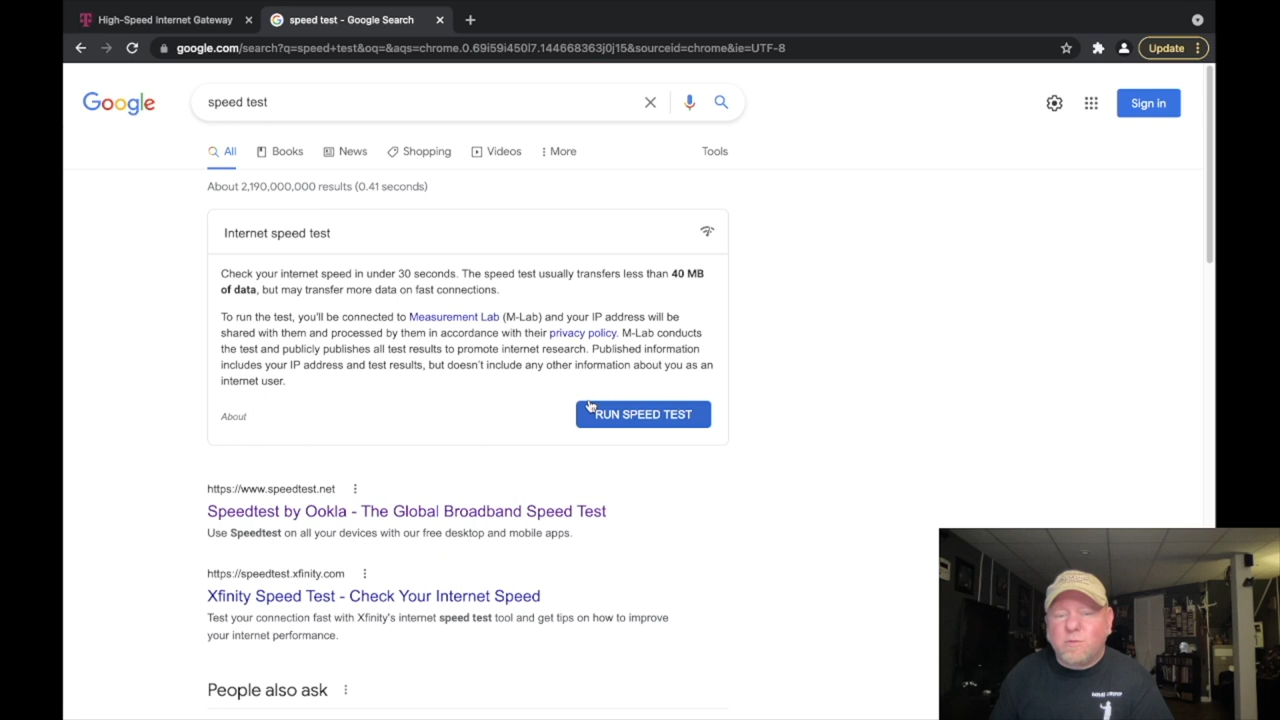 High-Speed Internet Gateway
speed test - Google Search
google.com/search?q=speed+test&oq=&aqs=chrome.0.69i59i450l7.144668363j0j15&sourceid=chrome&ie=UTF-8
Update
Google
speed test
Sign in
All
Books
News
Shopping
Videos
More
Tools
About 2,190,000,000 results (0.41 seconds)
Internet speed test
Check your internet speed in under 30 seconds. The speed test usually transfers less than 40 MB
of data, but may transfer more data on fast connections.
To run the test, you'll be connected to Measurement Lab (M-Lab) and your IP address will be
shared with them and processed by them in accordance with their privacy policy. M-Lab conducts
the test and publicly publishes all test results to promote internet research. Published information
includes your IP address and test results, but doesn't include any other information about you as an
internet user.
About
RUN SPEED TEST
https://www.speedtest.net
Speedtest by Ookla - The Global Broadband Speed Test
Use Speedtest on all your devices with our free desktop and mobile apps.
https://speedtest.xfinity.com
Xfinity Speed Test - Check Your Internet Speed
Test your connection fast with Xfinity's internet speed test tool and get tips on how to improve
your internet performance.
People also ask